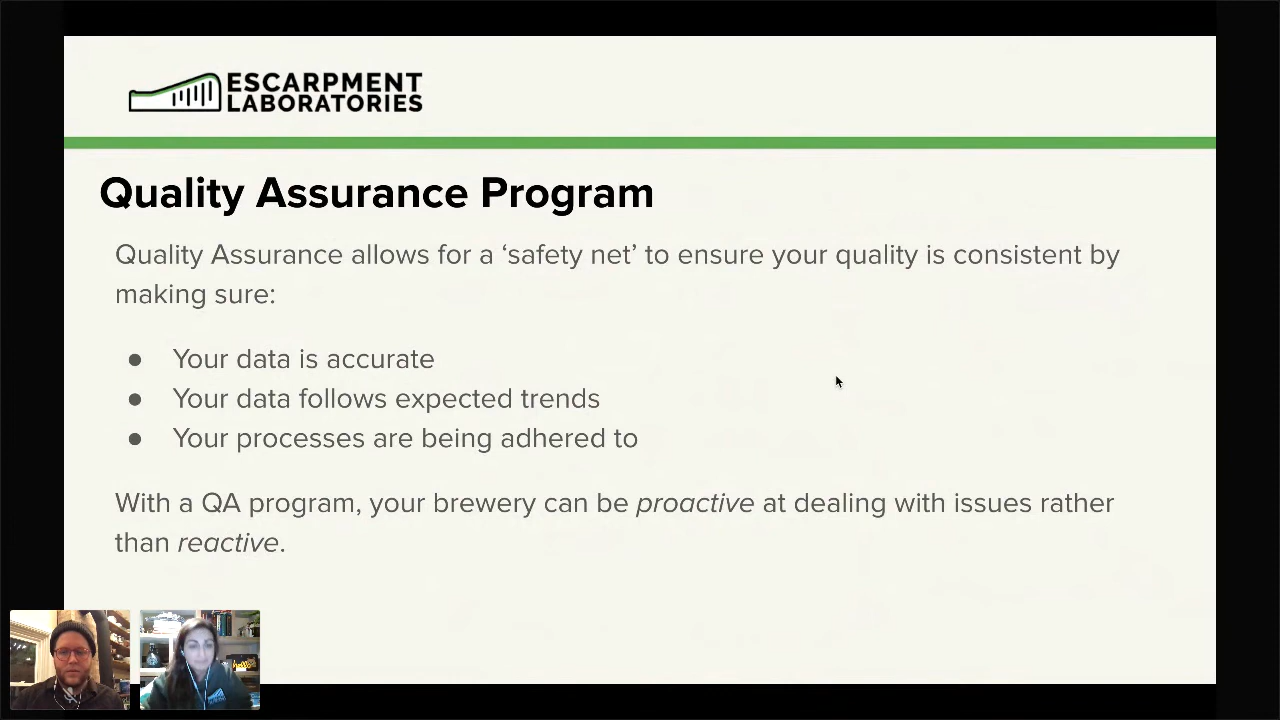 ESCARPMENT
LABORATORIES
Quality Assurance Program
Quality Assurance allows for a ‘safety net’ to ensure your quality is consistent by
making sure:
● Your data is accurate
● Your data follows expected trends
● Your processes are being adhered to
With a QA program, your brewery can be proactive at dealing with issues rather
than reactive.